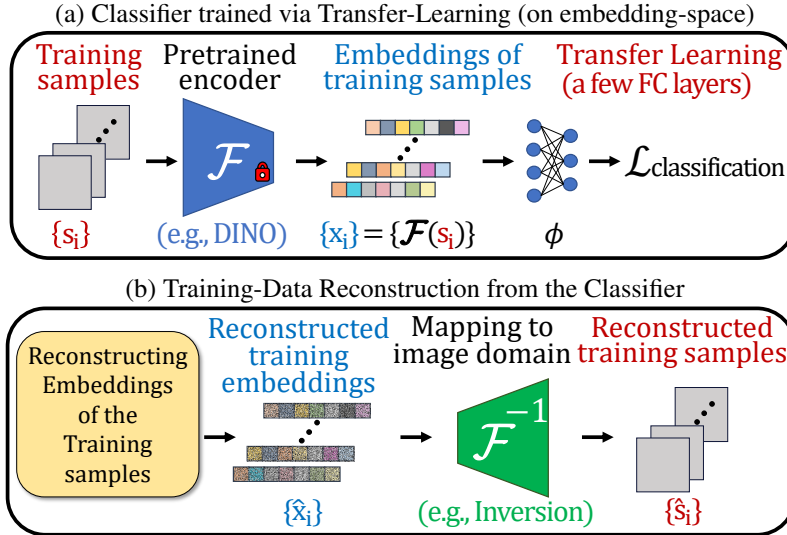 (a) Classifier trained via Transfer-Learning (on embedding-space)
Training
samples
Pretrained
encoder
Embeddings of
training samples
Transfer Learning
(a few FC layers)
ℱ
ℒclassification
{sᵢ}
(e.g., DINO)
{xᵢ} = {ℱ(sᵢ)}
ϕ
(b) Training-Data Reconstruction from the Classifier
Reconstructing
Embeddings
of the
Training
samples
Reconstructed
training
embeddings
Mapping to
image domain
Reconstructed
training samples
ℱ⁻¹
{x̂ᵢ}
(e.g., Inversion)
{ŝᵢ}